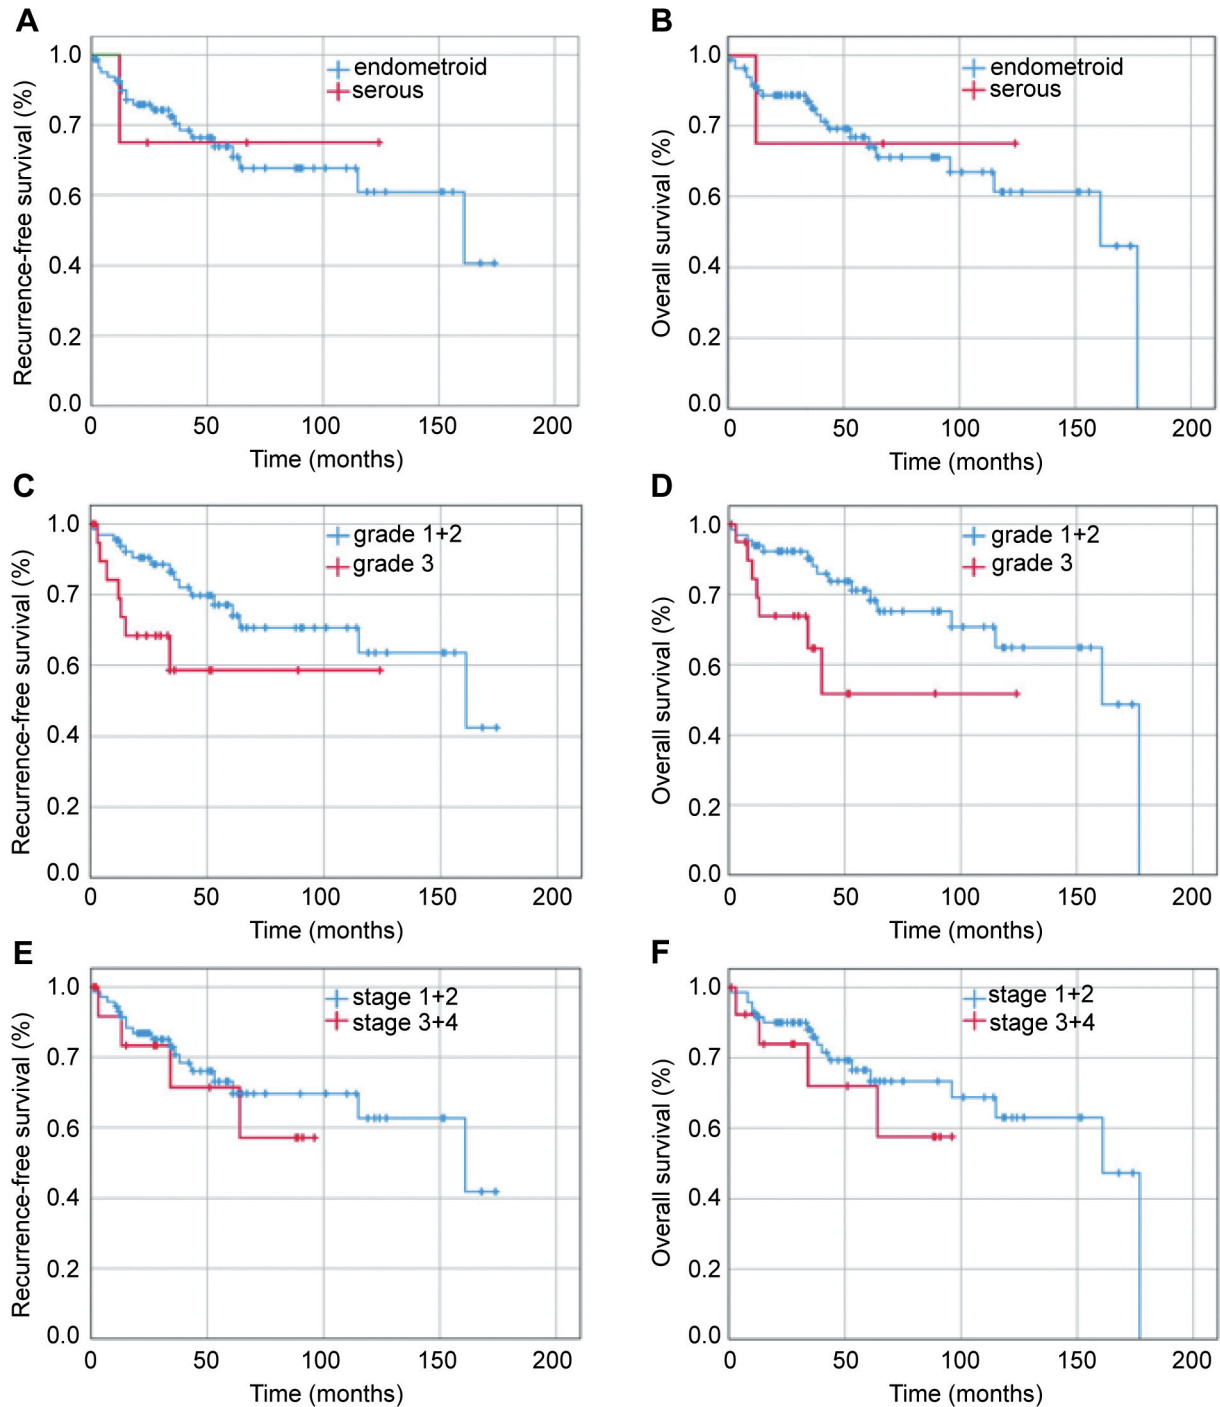 A
Recurrence-free survival (%)
1.0
0.7
0.6
0.4
0.2
0.0
endometroid
serous
0 50 100 150 200
Time (months)
B
Overall survival (%)
1.0
0.7
0.6
0.4
0.2
0.0
endometroid
serous
0 50 100 150 200
Time (months)
C
Recurrence-free survival (%)
1.0
0.7
0.6
0.4
0.2
0.0
grade 1+2
grade 3
0 50 100 150 200
Time (months)
D
Overall survival (%)
1.0
0.7
0.6
0.4
0.2
0.0
grade 1+2
grade 3
0 50 100 150 200
Time (months)
E
Recurrence-free survival (%)
1.0
0.7
0.6
0.4
0.2
0.0
stage 1+2
stage 3+4
0 50 100 150 200
Time (months)
F
Overall survival (%)
1.0
0.7
0.6
0.4
0.2
0.0
stage 1+2
stage 3+4
0 50 100 150 200
Time (months)